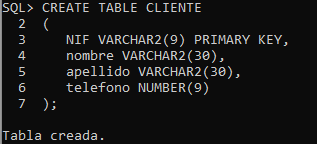 SQL> CREATE TABLE CLIENTE
2 (
3 NIF VARCHAR2(9) PRIMARY KEY,
4 nombre VARCHAR2(30),
5 apellido VARCHAR2(30),
6 telefono NUMBER(9)
7 );
Tabla creada.